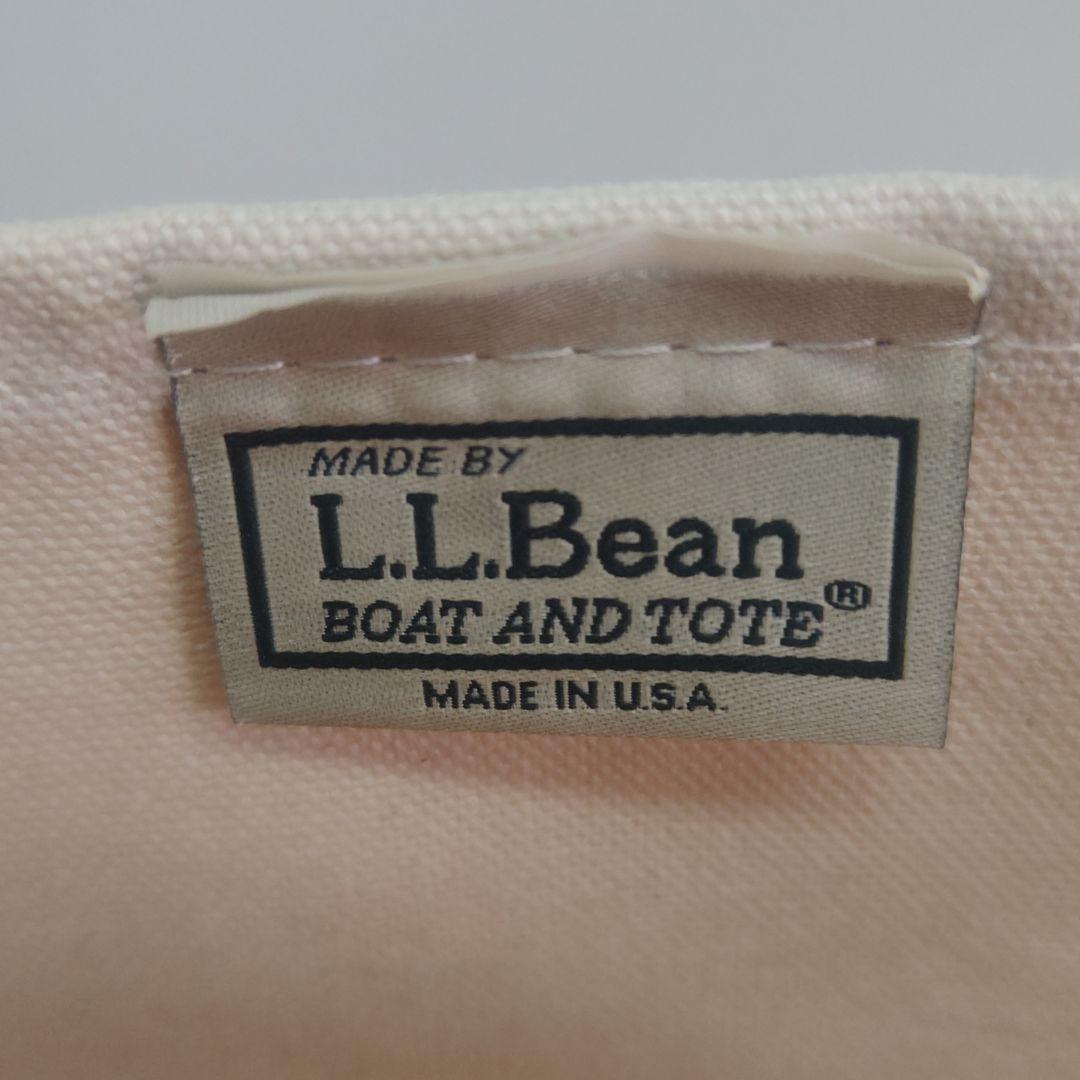 MADE BY
L.L.Bean
BOAT AND TOTE®
MADE IN U.S.A.